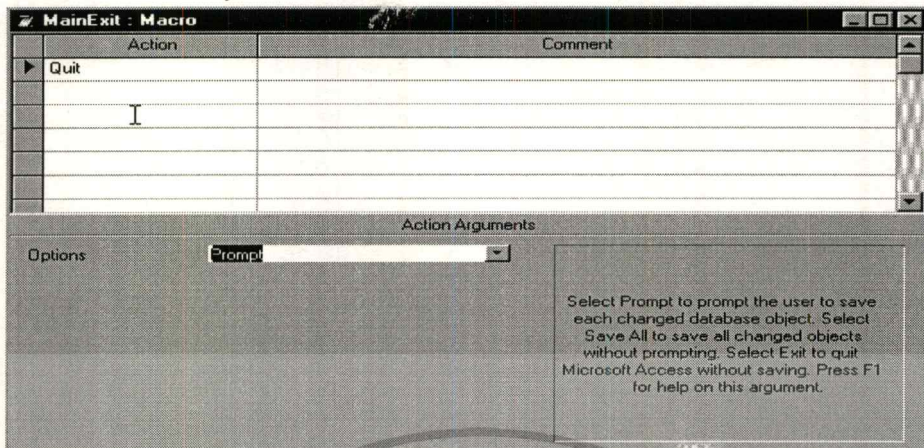 MainExit : Macro
Action Comment
Quit
Action Arguments
Options Prompt
Select Prompt to prompt the user to save
each changed database object. Select
Save All to save all changed objects
without prompting. Select Exit to quit
Microsoft Access without saving. Press F1
for help on this argument.